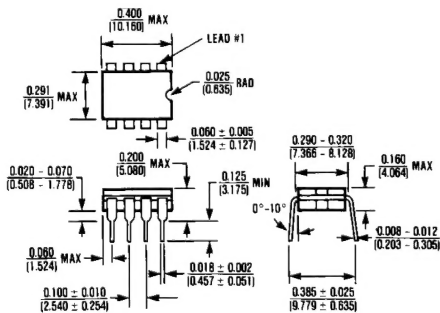 0.400
(10.160) MAX
LEAD #1
0.291
(7.391) MAX
0.025
(0.635) RAD
0.060 ± 0.005
(1.524 ± 0.127)
0.290 – 0.320
(7.366 – 8.128)
0.020 – 0.070
(0.508 – 1.778)
0.200
(5.080) MAX
0.125
(3.175) MIN
0.160
(4.064) MAX
0°–10°
0.060
(1.524) MAX
0.018 ± 0.002
(0.457 ± 0.051)
0.008 – 0.012
(0.203 – 0.305)
0.100 ± 0.010
(2.540 ± 0.254)
0.385 ± 0.025
(9.779 ± 0.635)